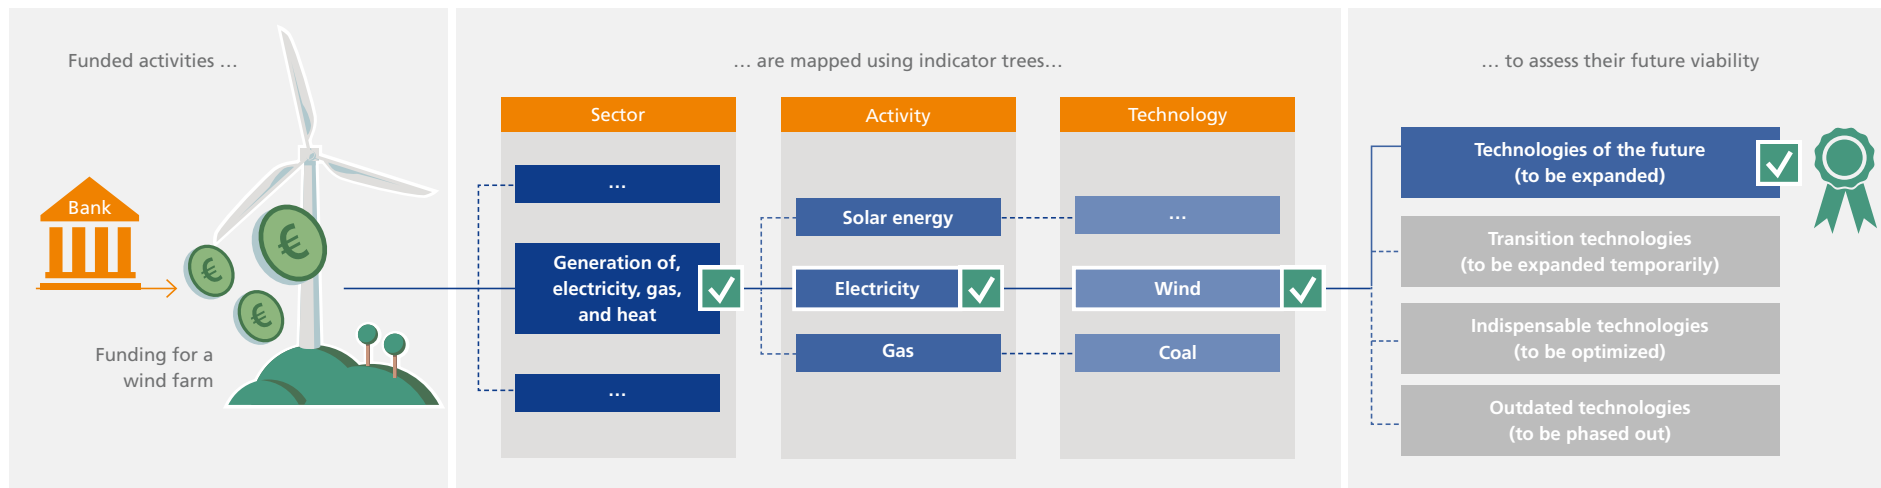 Funded activities …
Bank
€
€
€
Funding for a
wind farm
… are mapped using indicator trees…
Sector
…
Generation of,
electricity, gas,
and heat
…
Activity
Solar energy
Electricity
Gas
Technology
…
Wind
Coal
… to assess their future viability
Technologies of the future
(to be expanded)
Transition technologies
(to be expanded temporarily)
Indispensable technologies
(to be optimized)
Outdated technologies
(to be phased out)